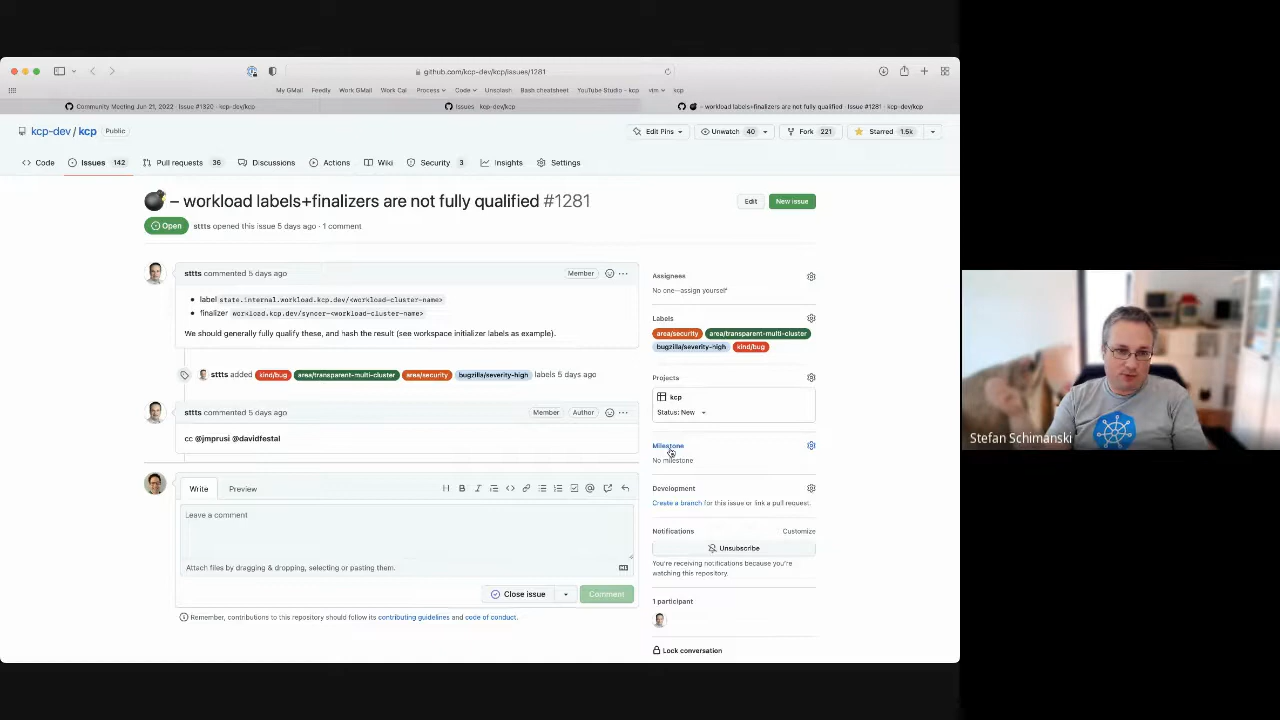 github.com/kcp-dev/kcp/issues/1281
My GMail Feedly Work GMail Work Cal Process Code Unsplash Bash cheatsheet YouTube Studio - kcp vtm kcp
Community Meeting Jun 21, 2022 · Issue #1320 · kcp-dev/kcp
Issues · kcp-dev/kcp
– workload labels+finalizers are not fully qualified · Issue #1281 · kcp-dev/kcp
kcp-dev / kcp Public
Edit Pins Unwatch 40 Fork 221 Starred 1.5k
Code Issues 142 Pull requests 36 Discussions Actions Wiki Security 3 Insights Settings
– workload labels+finalizers are not fully qualified #1281
Edit New issue
Open sttts opened this issue 5 days ago · 1 comment
sttts commented 5 days ago Member
label state.internal.workload.kcp.dev/<workload-cluster-name>
finalizer workload.kcp.dev/syncer-<workload-cluster-name>
We should generally fully qualify these, and hash the result (see workspace initializer labels as example).
sttts added kind/bug area/transparent-multi-cluster area/security bugzilla/severity-high labels 5 days ago
sttts commented 5 days ago Member Author
cc @jmprusi @davidfestal
Write Preview
Leave a comment
Attach files by dragging & dropping, selecting or pasting them.
Close issue Comment
Remember, contributions to this repository should follow its contributing guidelines and code of conduct.
Assignees
No one—assign yourself
Labels
area/security area/transparent-multi-cluster
bugzilla/severity-high kind/bug
Projects
kcp
Status: New
Milestone
No milestone
Development
Create a branch for this issue or link a pull request.
Notifications Customize
Unsubscribe
You're receiving notifications because you're
watching this repository.
1 participant
Lock conversation
Stefan Schimanski